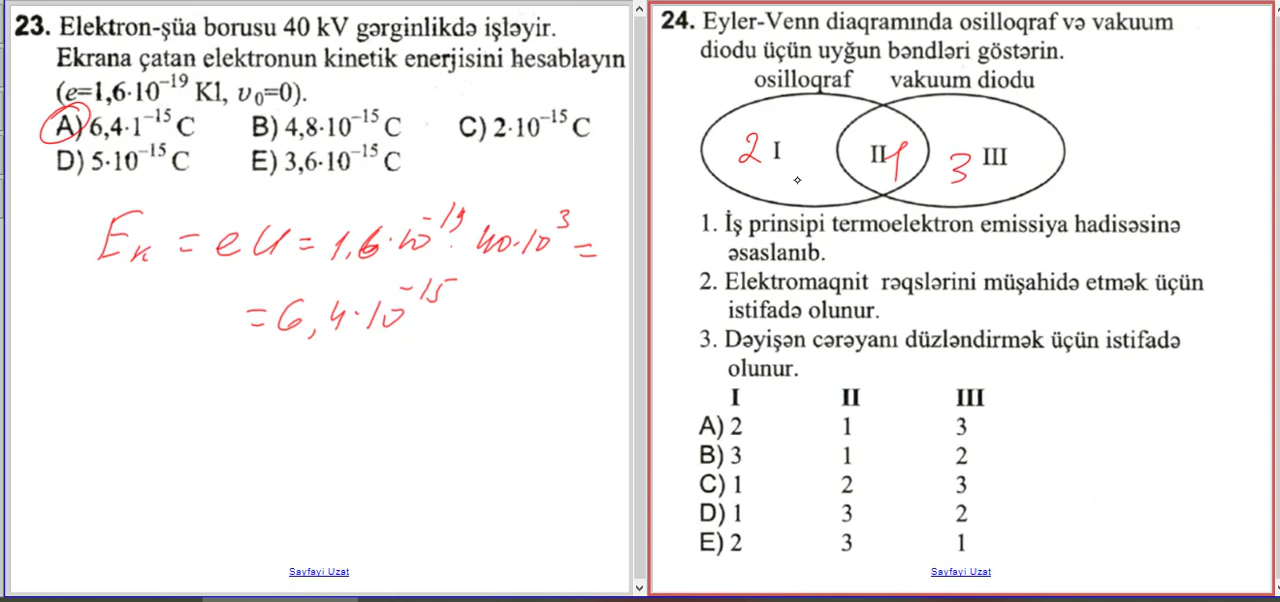 23. Elektron-şüa borusu 40 kV gərginlikdə işləyir.
Ekrana çatan elektronun kinetik enerjisini hesablayın
(e=1,6·10⁻¹⁹ Kl, υ₀=0).
A) 6,4·1⁻¹⁵ C B) 4,8·10⁻¹⁵ C C) 2·10⁻¹⁵ C
D) 5·10⁻¹⁵ C E) 3,6·10⁻¹⁵ C
Eₖ = eU = 1,6·10⁻¹⁹· 40·10³ =
= 6,4·10⁻¹⁵
Sayfayi Uzat
24. Eyler-Venn diaqramında osilloqraf və vakuum
diodu üçün uyğun bəndləri göstərin.
osilloqraf vakuum diodu
2 I II 1 3 III
1. İş prinsipi termoelektron emissiya hadisəsinə
əsaslanıb.
2. Elektromaqnit rəqslərini müşahidə etmək üçün
istifadə olunur.
3. Dəyişən cərəyanı düzləndirmək üçün istifadə
olunur.
I II III
A) 2 1 3
B) 3 1 2
C) 1 2 3
D) 1 3 2
E) 2 3 1
Sayfayi Uzat